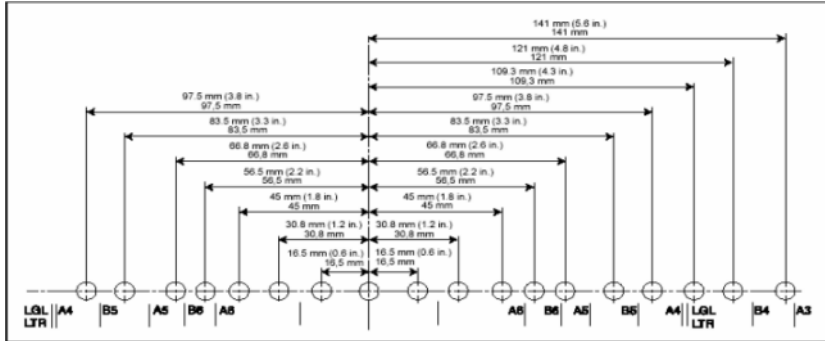 141 mm (5.6 in.)
141 mm
121 mm (4.8 in.)
121 mm
109.3 mm (4.3 in.)
109,3 mm
97.5 mm (3.8 in.)
97,5 mm
97.5 mm (3.8 in.)
97,5 mm
83.5 mm (3.3 in.)
83,5 mm
83.5 mm (3.3 in.)
83,5 mm
66.8 mm (2.6 in.)
66,8 mm
66.8 mm (2.6 in.)
66,8 mm
56.5 mm (2.2 in.)
56,5 mm
56.5 mm (2.2 in.)
56,5 mm
45 mm (1.8 in.)
45 mm
45 mm (1.8 in.)
45 mm
30.8 mm (1.2 in.)
30,8 mm
30.8 mm (1.2 in.)
30,8 mm
16.5 mm (0.6 in.)
16,5 mm
16.5 mm (0.6 in.)
16,5 mm
LGL A4 B5 A5 B6 A6 A6 B6 A5 B5 A4 LGL B4 A3
LTR LTR